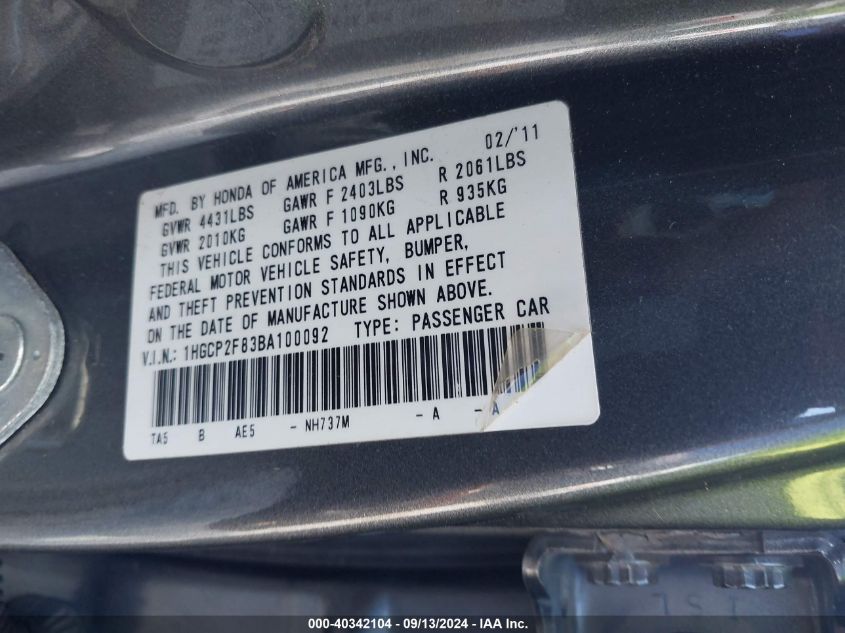 MFD. BY HONDA OF AMERICA MFG., INC. 02/'11
GVWR 4431LBS GAWR F 2403LBS R 2061LBS
GVWR 2010KG GAWR F 1090KG R 935KG
THIS VEHICLE CONFORMS TO ALL APPLICABLE
FEDERAL MOTOR VEHICLE SAFETY, BUMPER,
AND THEFT PREVENTION STANDARDS IN EFFECT
ON THE DATE OF MANUFACTURE SHOWN ABOVE.
V.I.N.: 1HGCP2F83BA100092 TYPE: PASSENGER CAR
TA5 B AE5 - NH737M - A - A
000-40342104 - 09/13/2024 - IAA Inc.